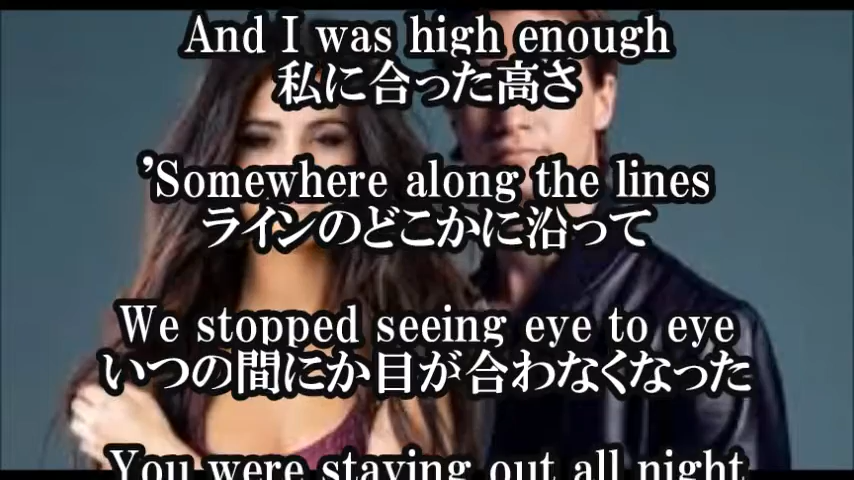 And I was high enough
私に合った高さ
’Somewhere along the lines
ラインのどこかに沿って
We stopped seeing eye to eye
いつの間にか目が合わなくなった
You were staying out all night